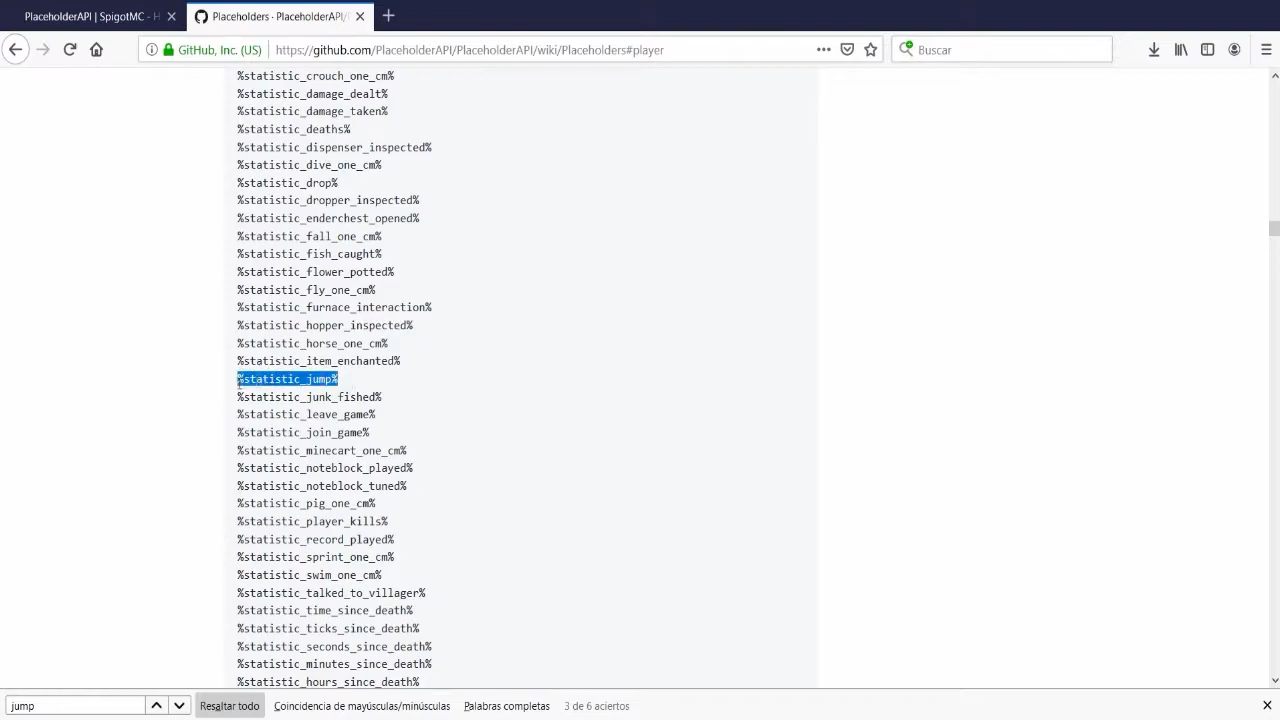 PlaceholderAPI | SpigotMC - H
Placeholders · PlaceholderAPI/
GitHub, Inc. (US)
https://github.com/PlaceholderAPI/PlaceholderAPI/wiki/Placeholders#player
Buscar
%statistic_crouch_one_cm%
%statistic_damage_dealt%
%statistic_damage_taken%
%statistic_deaths%
%statistic_dispenser_inspected%
%statistic_dive_one_cm%
%statistic_drop%
%statistic_dropper_inspected%
%statistic_enderchest_opened%
%statistic_fall_one_cm%
%statistic_fish_caught%
%statistic_flower_potted%
%statistic_fly_one_cm%
%statistic_furnace_interaction%
%statistic_hopper_inspected%
%statistic_horse_one_cm%
%statistic_item_enchanted%
%statistic_jump%
%statistic_junk_fished%
%statistic_leave_game%
%statistic_join_game%
%statistic_minecart_one_cm%
%statistic_noteblock_played%
%statistic_noteblock_tuned%
%statistic_pig_one_cm%
%statistic_player_kills%
%statistic_record_played%
%statistic_sprint_one_cm%
%statistic_swim_one_cm%
%statistic_talked_to_villager%
%statistic_time_since_death%
%statistic_ticks_since_death%
%statistic_seconds_since_death%
%statistic_minutes_since_death%
%statistic_hours_since_death%
jump
Resaltar todo
Coincidencia de mayúsculas/minúsculas
Palabras completas
3 de 6 aciertos